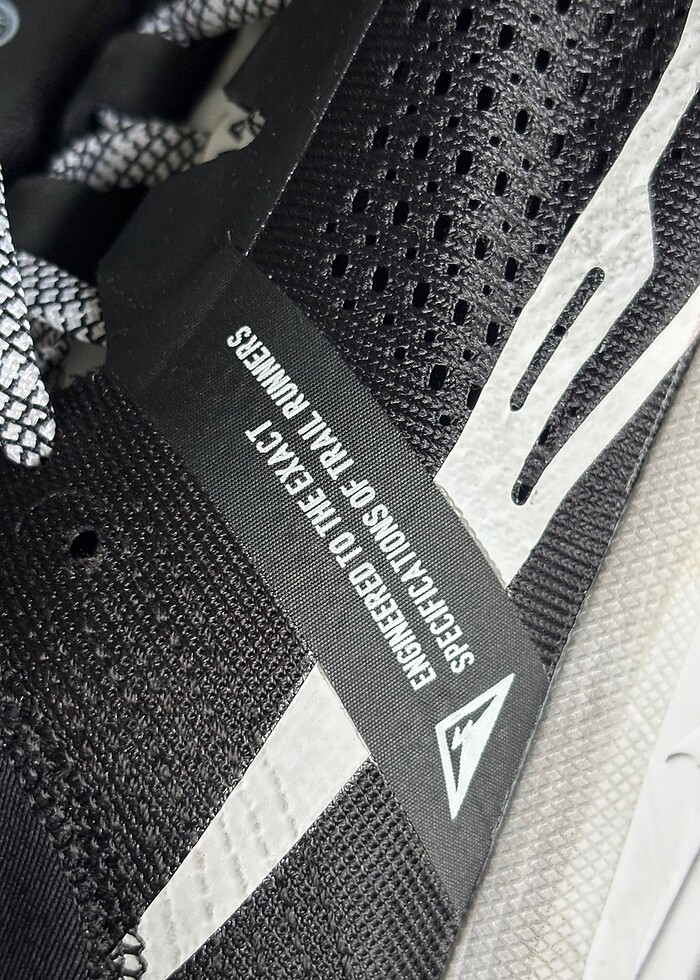 ENGINEERED TO THE EXACT
SPECIFICATIONS OF TRAIL RUNNERS